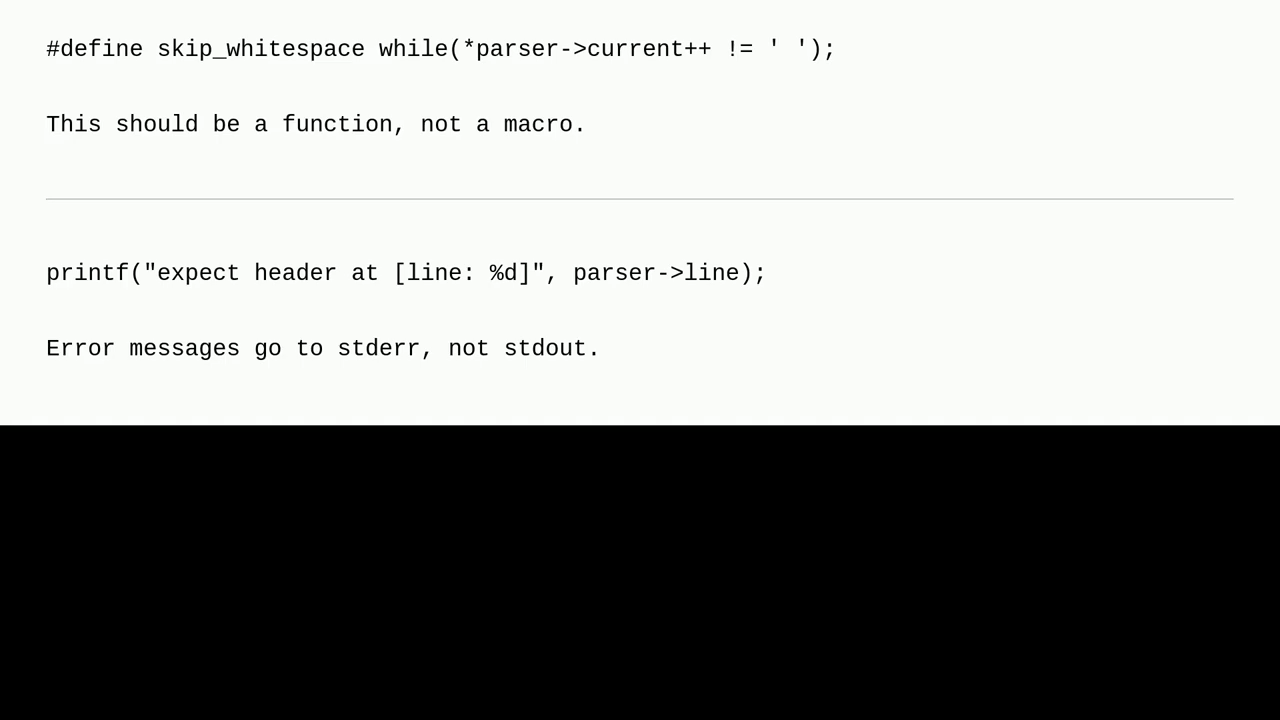 #define skip_whitespace while(*parser->current++ != ' ');
This should be a function, not a macro.
printf("expect header at [line: %d]", parser->line);
Error messages go to stderr, not stdout.